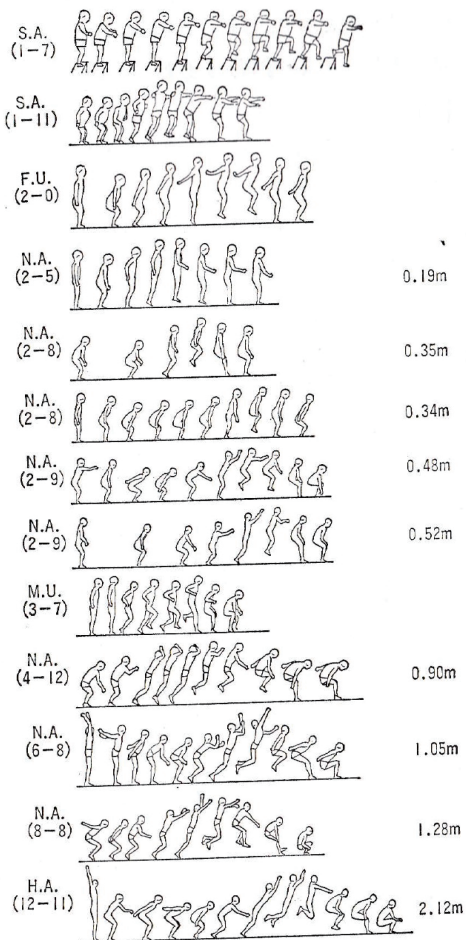 S.A.
(1-7)
S.A.
(1-11)
F.U.
(2-0)
N.A.
(2-5)
0.19m
N.A.
(2-8)
0.35m
N.A.
(2-8)
0.34m
N.A.
(2-9)
0.48m
N.A.
(2-9)
0.52m
M.U.
(3-7)
N.A.
(4-12)
0.90m
N.A.
(6-8)
1.05m
N.A.
(8-8)
1.28m
H.A.
(12-11)
2.12m